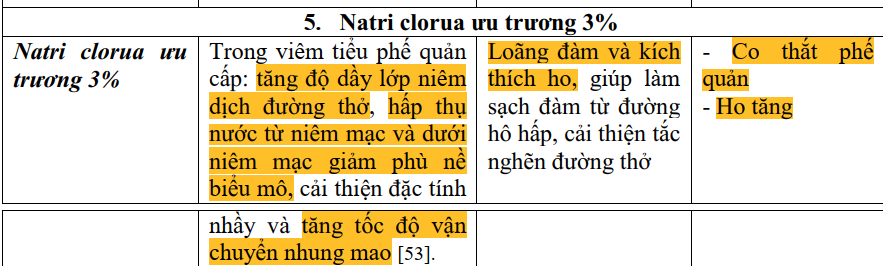 5. Natri clorua ưu trương 3%
Natri clorua ưu
trương 3%
Trong viêm tiểu phế quản
cấp: tăng độ dầy lớp niêm
dịch đường thở, hấp thụ
nước từ niêm mạc và dưới
niêm mạc giảm phù nề
biểu mô, cải thiện đặc tính
Loãng đàm và kích
thích ho, giúp làm
sạch đàm từ đường
hô hấp, cải thiện tắc
nghẽn đường thở
- Co thắt phế
quản
- Ho tăng
nhầy và tăng tốc độ vận
chuyển nhung mao [53].